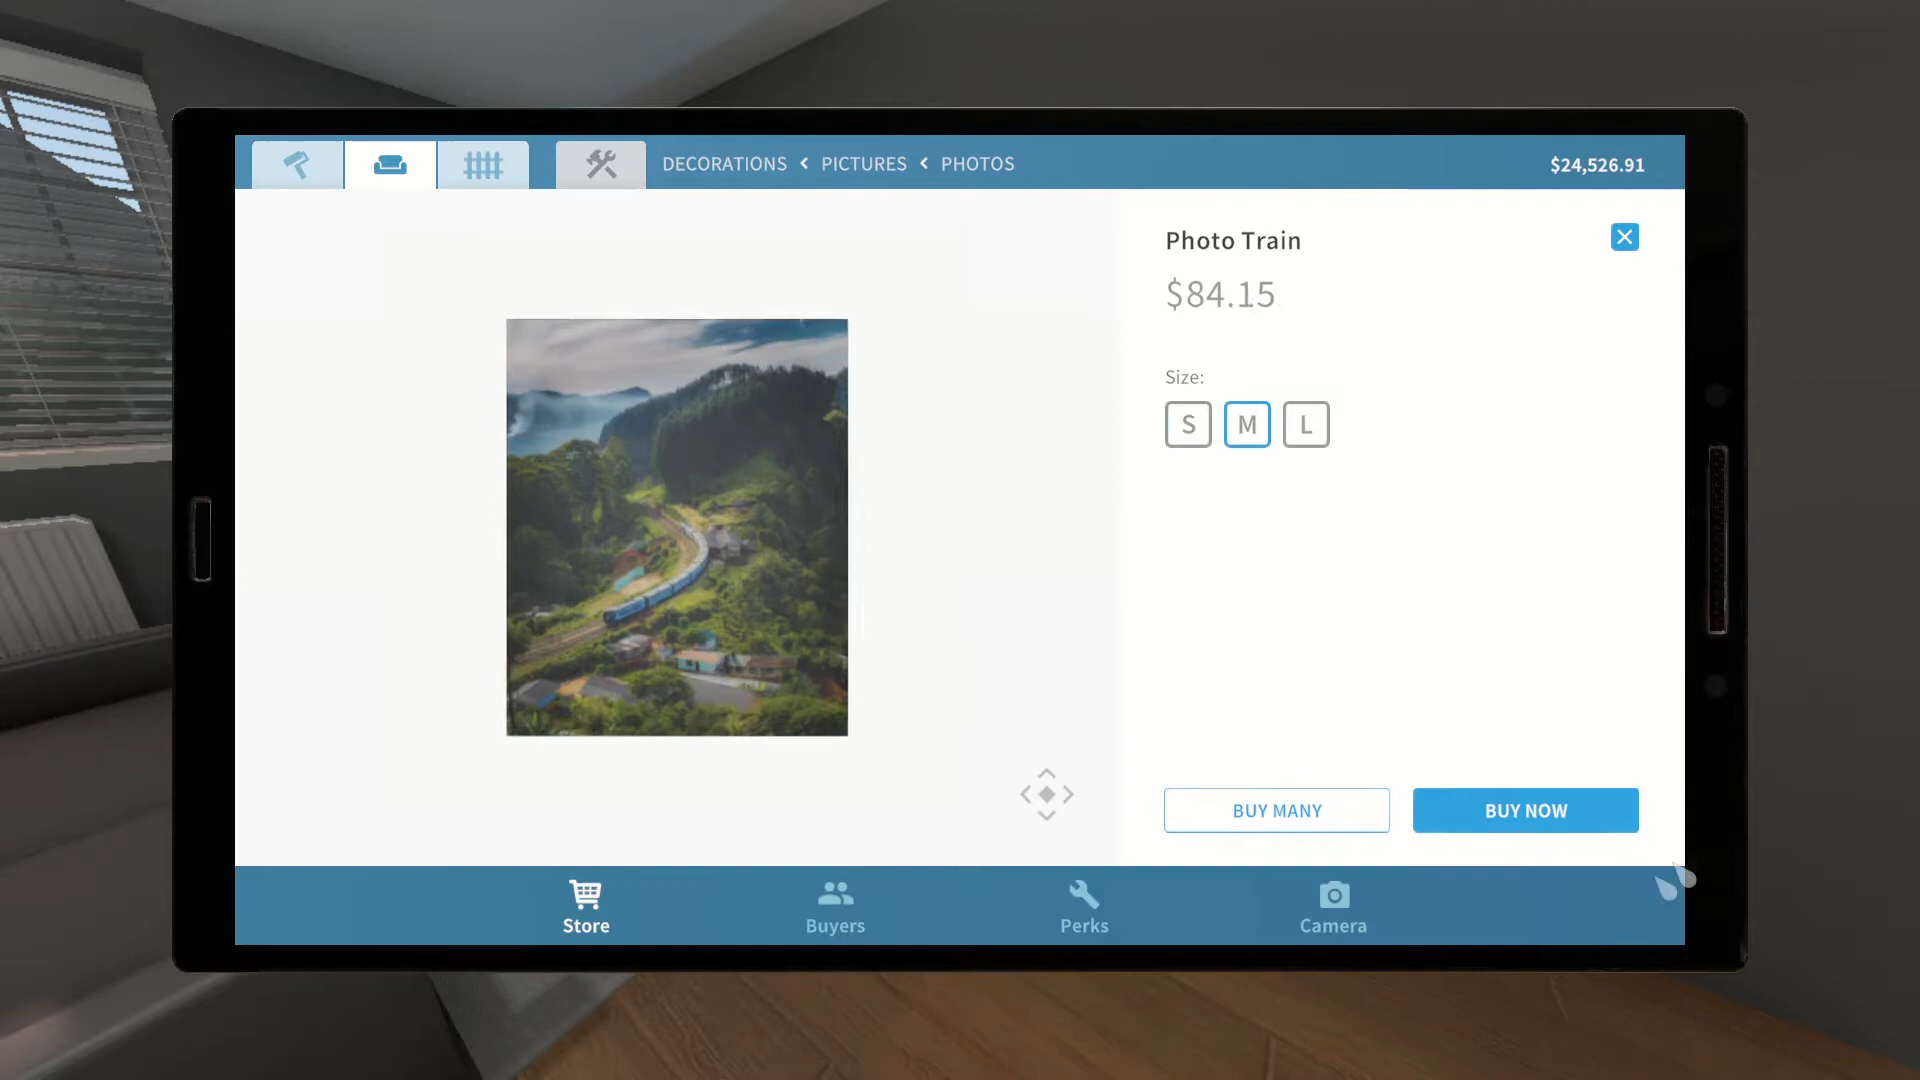 DECORATIONS < PICTURES < PHOTOS
$24,526.91
Photo Train
$84.15
Size:
S M L
BUY MANY
BUY NOW
Store
Buyers
Perks
Camera